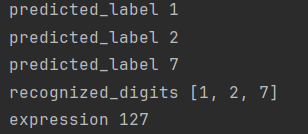 predicted_label 1
predicted_label 2
predicted_label 7
recognized_digits [1, 2, 7]
expression 127